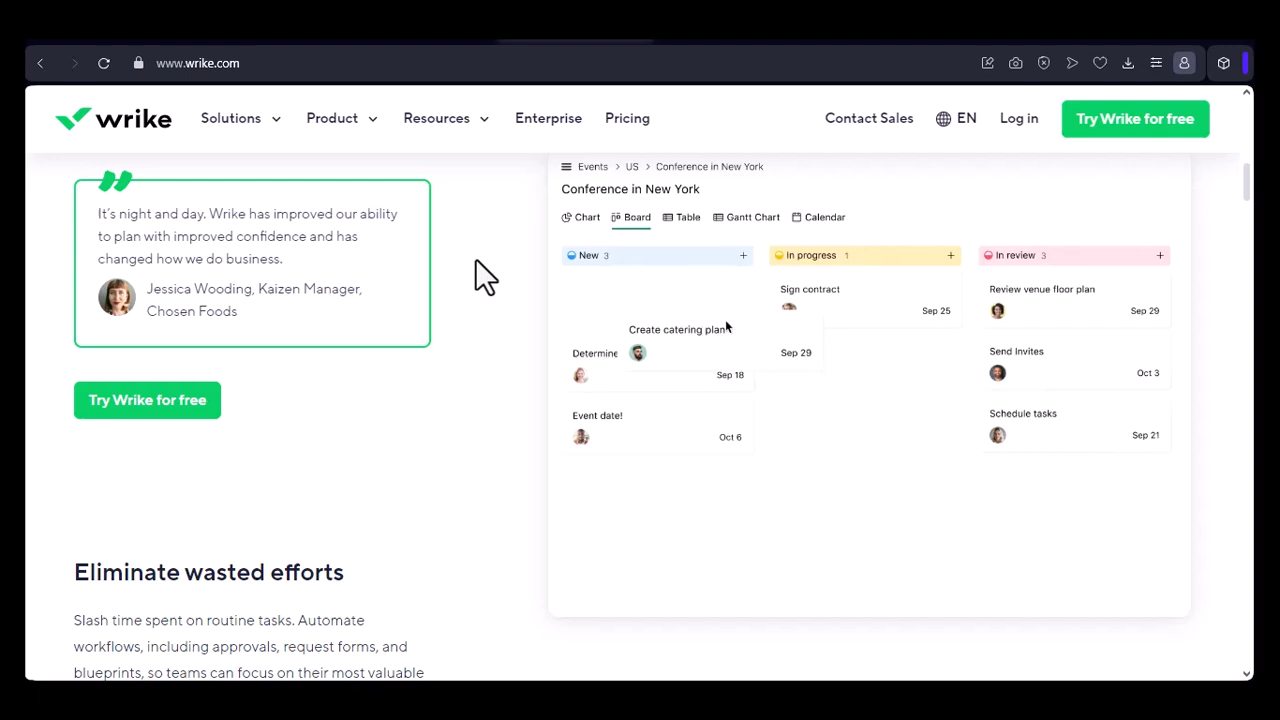 www.wrike.com
wrike
Solutions
Product
Resources
Enterprise
Pricing
Contact Sales
EN
Log in
Try Wrike for free
It's night and day. Wrike has improved our ability
to plan with improved confidence and has
changed how we do business.
Jessica Wooding, Kaizen Manager,
Chosen Foods
Try Wrike for free
Eliminate wasted efforts
Slash time spent on routine tasks. Automate
workflows, including approvals, request forms, and
blueprints, so teams can focus on their most valuable
Events > US > Conference in New York
Conference in New York
Chart Board Table Gantt Chart Calendar
New 3 +
Create catering plan
Sep 29
Determine
Sep 18
Event date!
Oct 6
In progress 1 +
Sign contract
Sep 25
In review 3 +
Review venue floor plan
Sep 29
Send Invites
Oct 3
Schedule tasks
Sep 21